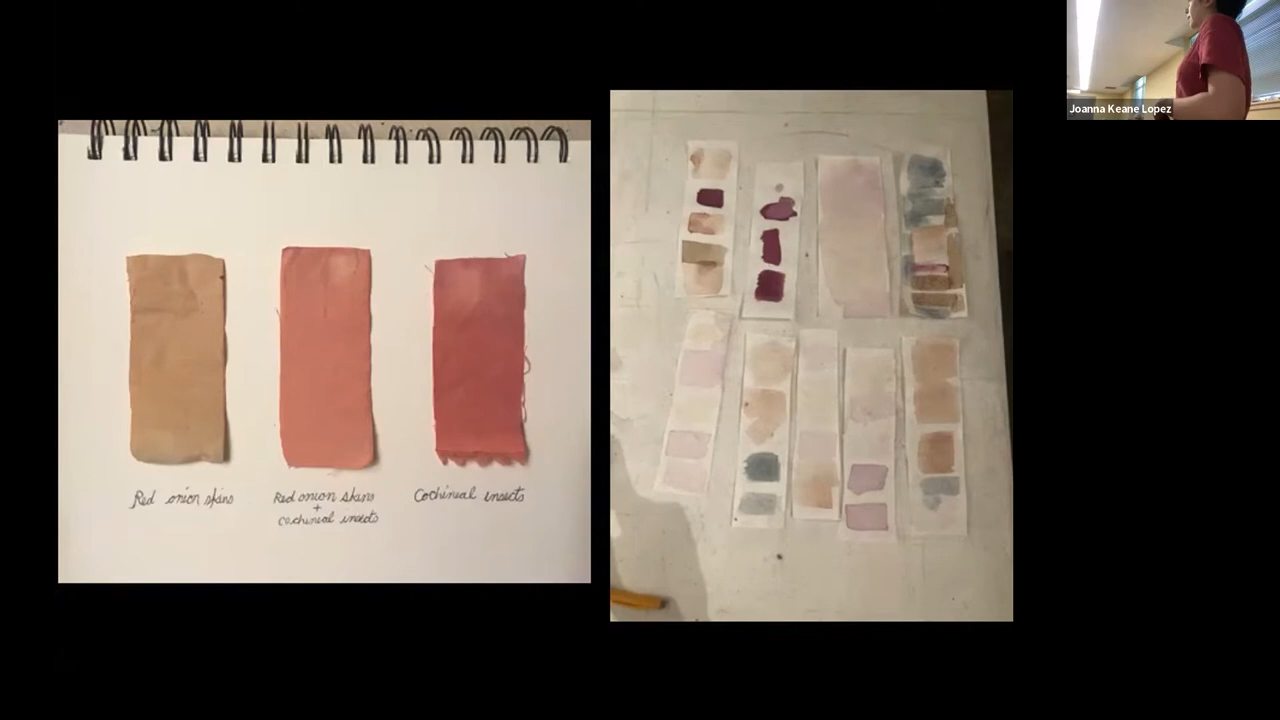 Red onion skins
Red onion skins
+
cochineal insects
Cochineal insects
Joanna Keane Lopez